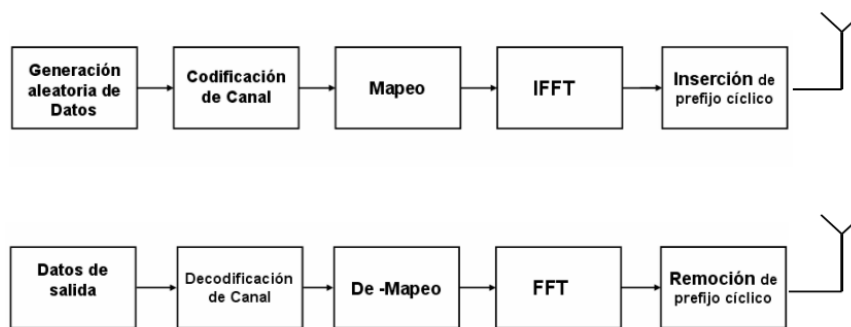 Generación
aleatoria de
Datos
Codificación
de Canal
Mapeo
IFFT
Inserción de
prefijo cíclico
Datos de
salida
Decodificación
de Canal
De -Mapeo
FFT
Remoción de
prefijo cíclico